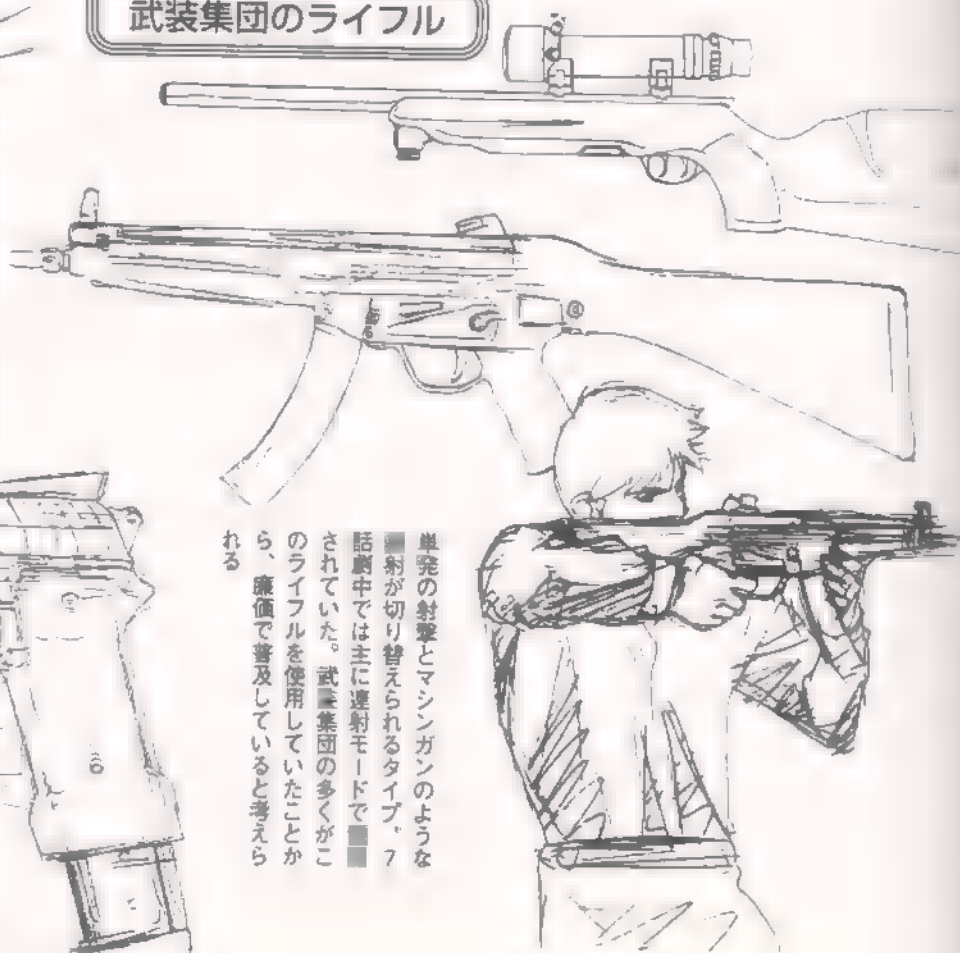 武装集団のライフル
単発の射撃とマシンガンのような
射が切り替えられるタイプ。7
話劇中では主に連射モードで
されていた。武 集団の多くがこ
のライフルを使用していたことか
ら、廉価で普及していると考えら
れる